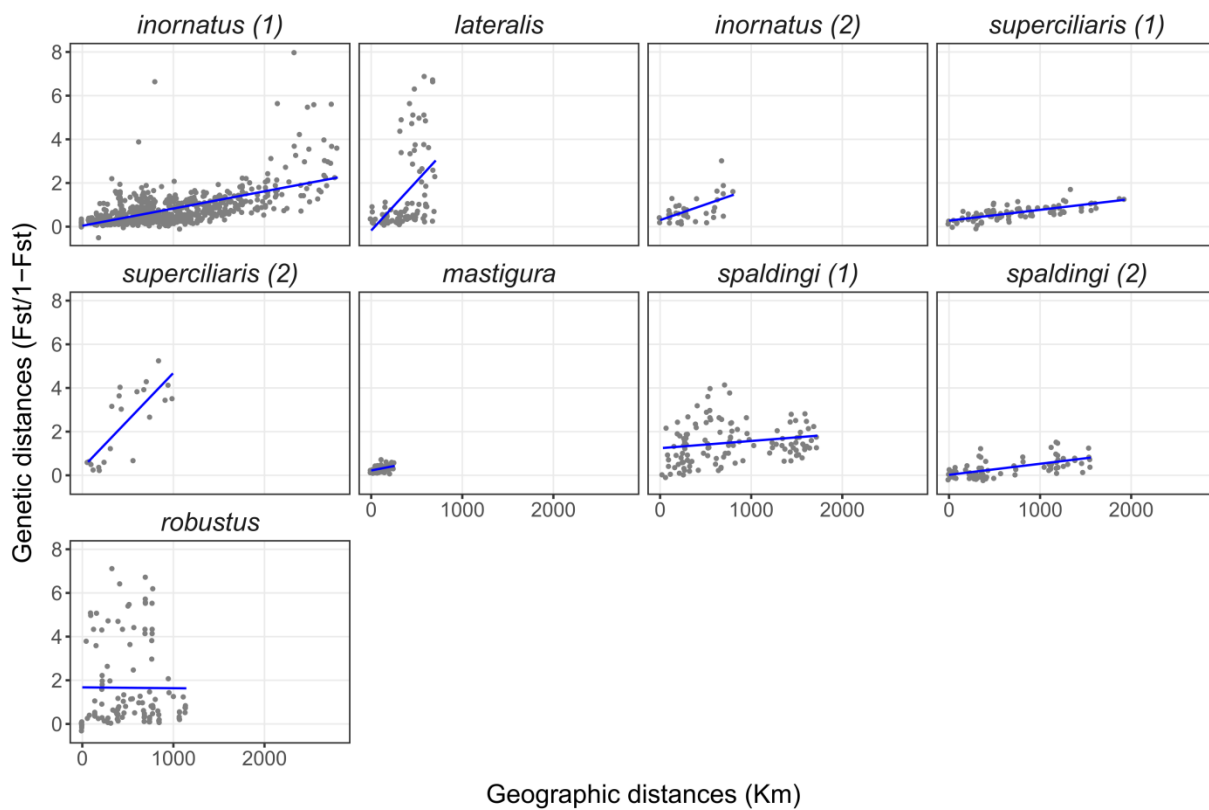 inornatus (1) lateralis inornatus (2) superciliaris (1)
8
6
4
2
0
superciliaris (2) mastigura spaldingi (1) spaldingi (2)
8
6
4
2
0
0 1000 2000 0 1000 2000 0 1000 2000
robustus
8
6
4
2
0
0 1000 2000
Genetic distances (Fst/1−Fst)
Geographic distances (Km)